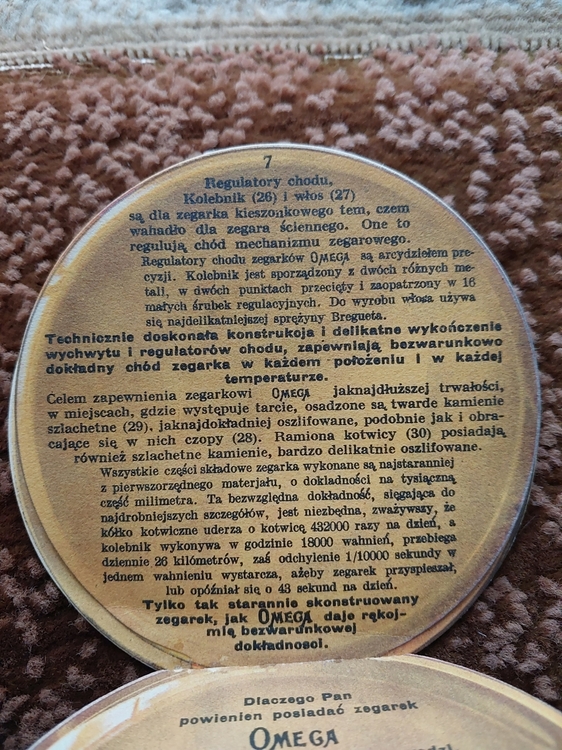 7
Regulatory chodu,
Kolebnik (26) i włos (27)
są dla zegarka kieszonkowego tem, czem
wahadło dla zegara ściennego. One to
regulują chód mechanizmu zegarowego.
Regulatory chodu zegarków OMEGA są arcydziełem pre-
cyzji. Kolebnik jest sporządzony z dwóch różnych me-
tali, w dwóch punktach przecięty i zaopatrzony w 16
małych śrubek regulacyjnych. Do wyrobu włosa używa
się najdelikatniejszej sprężyny Bregueta.
Technicznie doskonała konstrukcja i delikatne wykończenie
wychwytu i regulatorów chodu, zapewniają bezwarunkowo
dokładny chód zegarka w każdem położeniu i w każdej
temperaturze.
Celem zapewnienia zegarkowi OMEGA jaknajdłuższej trwałości,
w miejscach, gdzie występuje tarcie, osadzone są twarde kamienie
szlachetne (29), jaknajdokładniej oszlifowane, podobnie jak i obra-
cające się w nich czopy (28). Ramiona kotwicy (30) posiadają
również szlachetne kamienie, bardzo delikatnie oszlifowane.
Wszystkie części składowe zegarka wykonane są najstaranniej
z pierwszorzędnego materjału, o dokładności na tysiączną
część milimetra. Ta bezwzględna dokładność, sięgająca do
najdrobniejszych szczegółów, jest niezbędna, zważywszy, że
kółko kotwiczne uderza o kotwicę 432000 razy na dzień, a
kolebnik wykonywa w godzinie 18000 wahnień, przebiega
dziennie 26 kilómetrów, zaś odchylenie 1/10000 sekundy w
jednem wahnieniu wystarcza, ażeby zegarek przyspieszał,
lub opóźniał się o 43 sekund na dzień.
Tylko tak starannie skonstruowany
zegarek, jak OMEGA daje rękoj-
mię bezwarunkowej
dokładności.
Dlaczego Pan
powienien posiadać zegarek
OMEGA